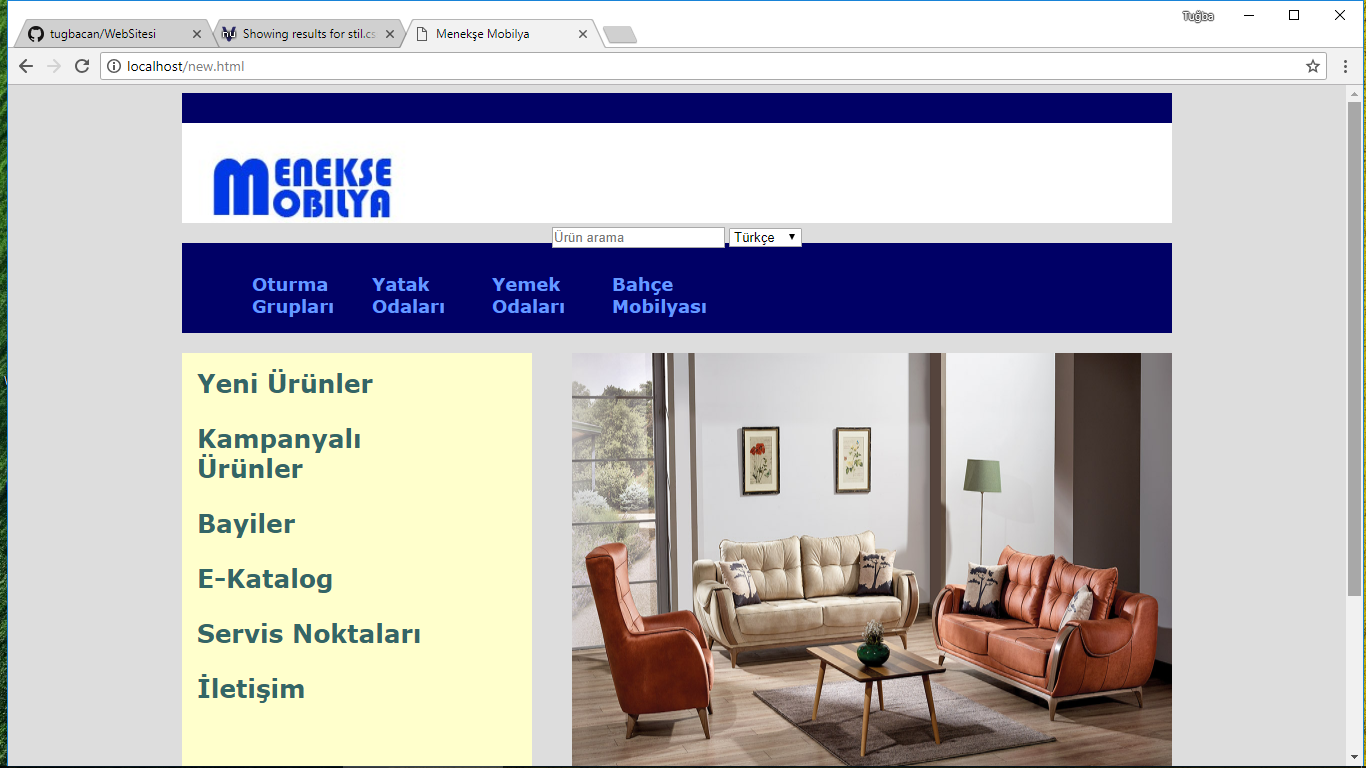 Tuğba
tugbacan/WebSitesi
Showing results for stil.cs
Menekşe Mobilya
localhost/new.html
MENEKSE
MOBILYA
Ürün arama
Türkçe
Oturma Grupları
Yatak Odaları
Yemek Odaları
Bahçe Mobilyası
Yeni Ürünler
Kampanyalı
Ürünler
Bayiler
E-Katalog
Servis Noktaları
İletişim